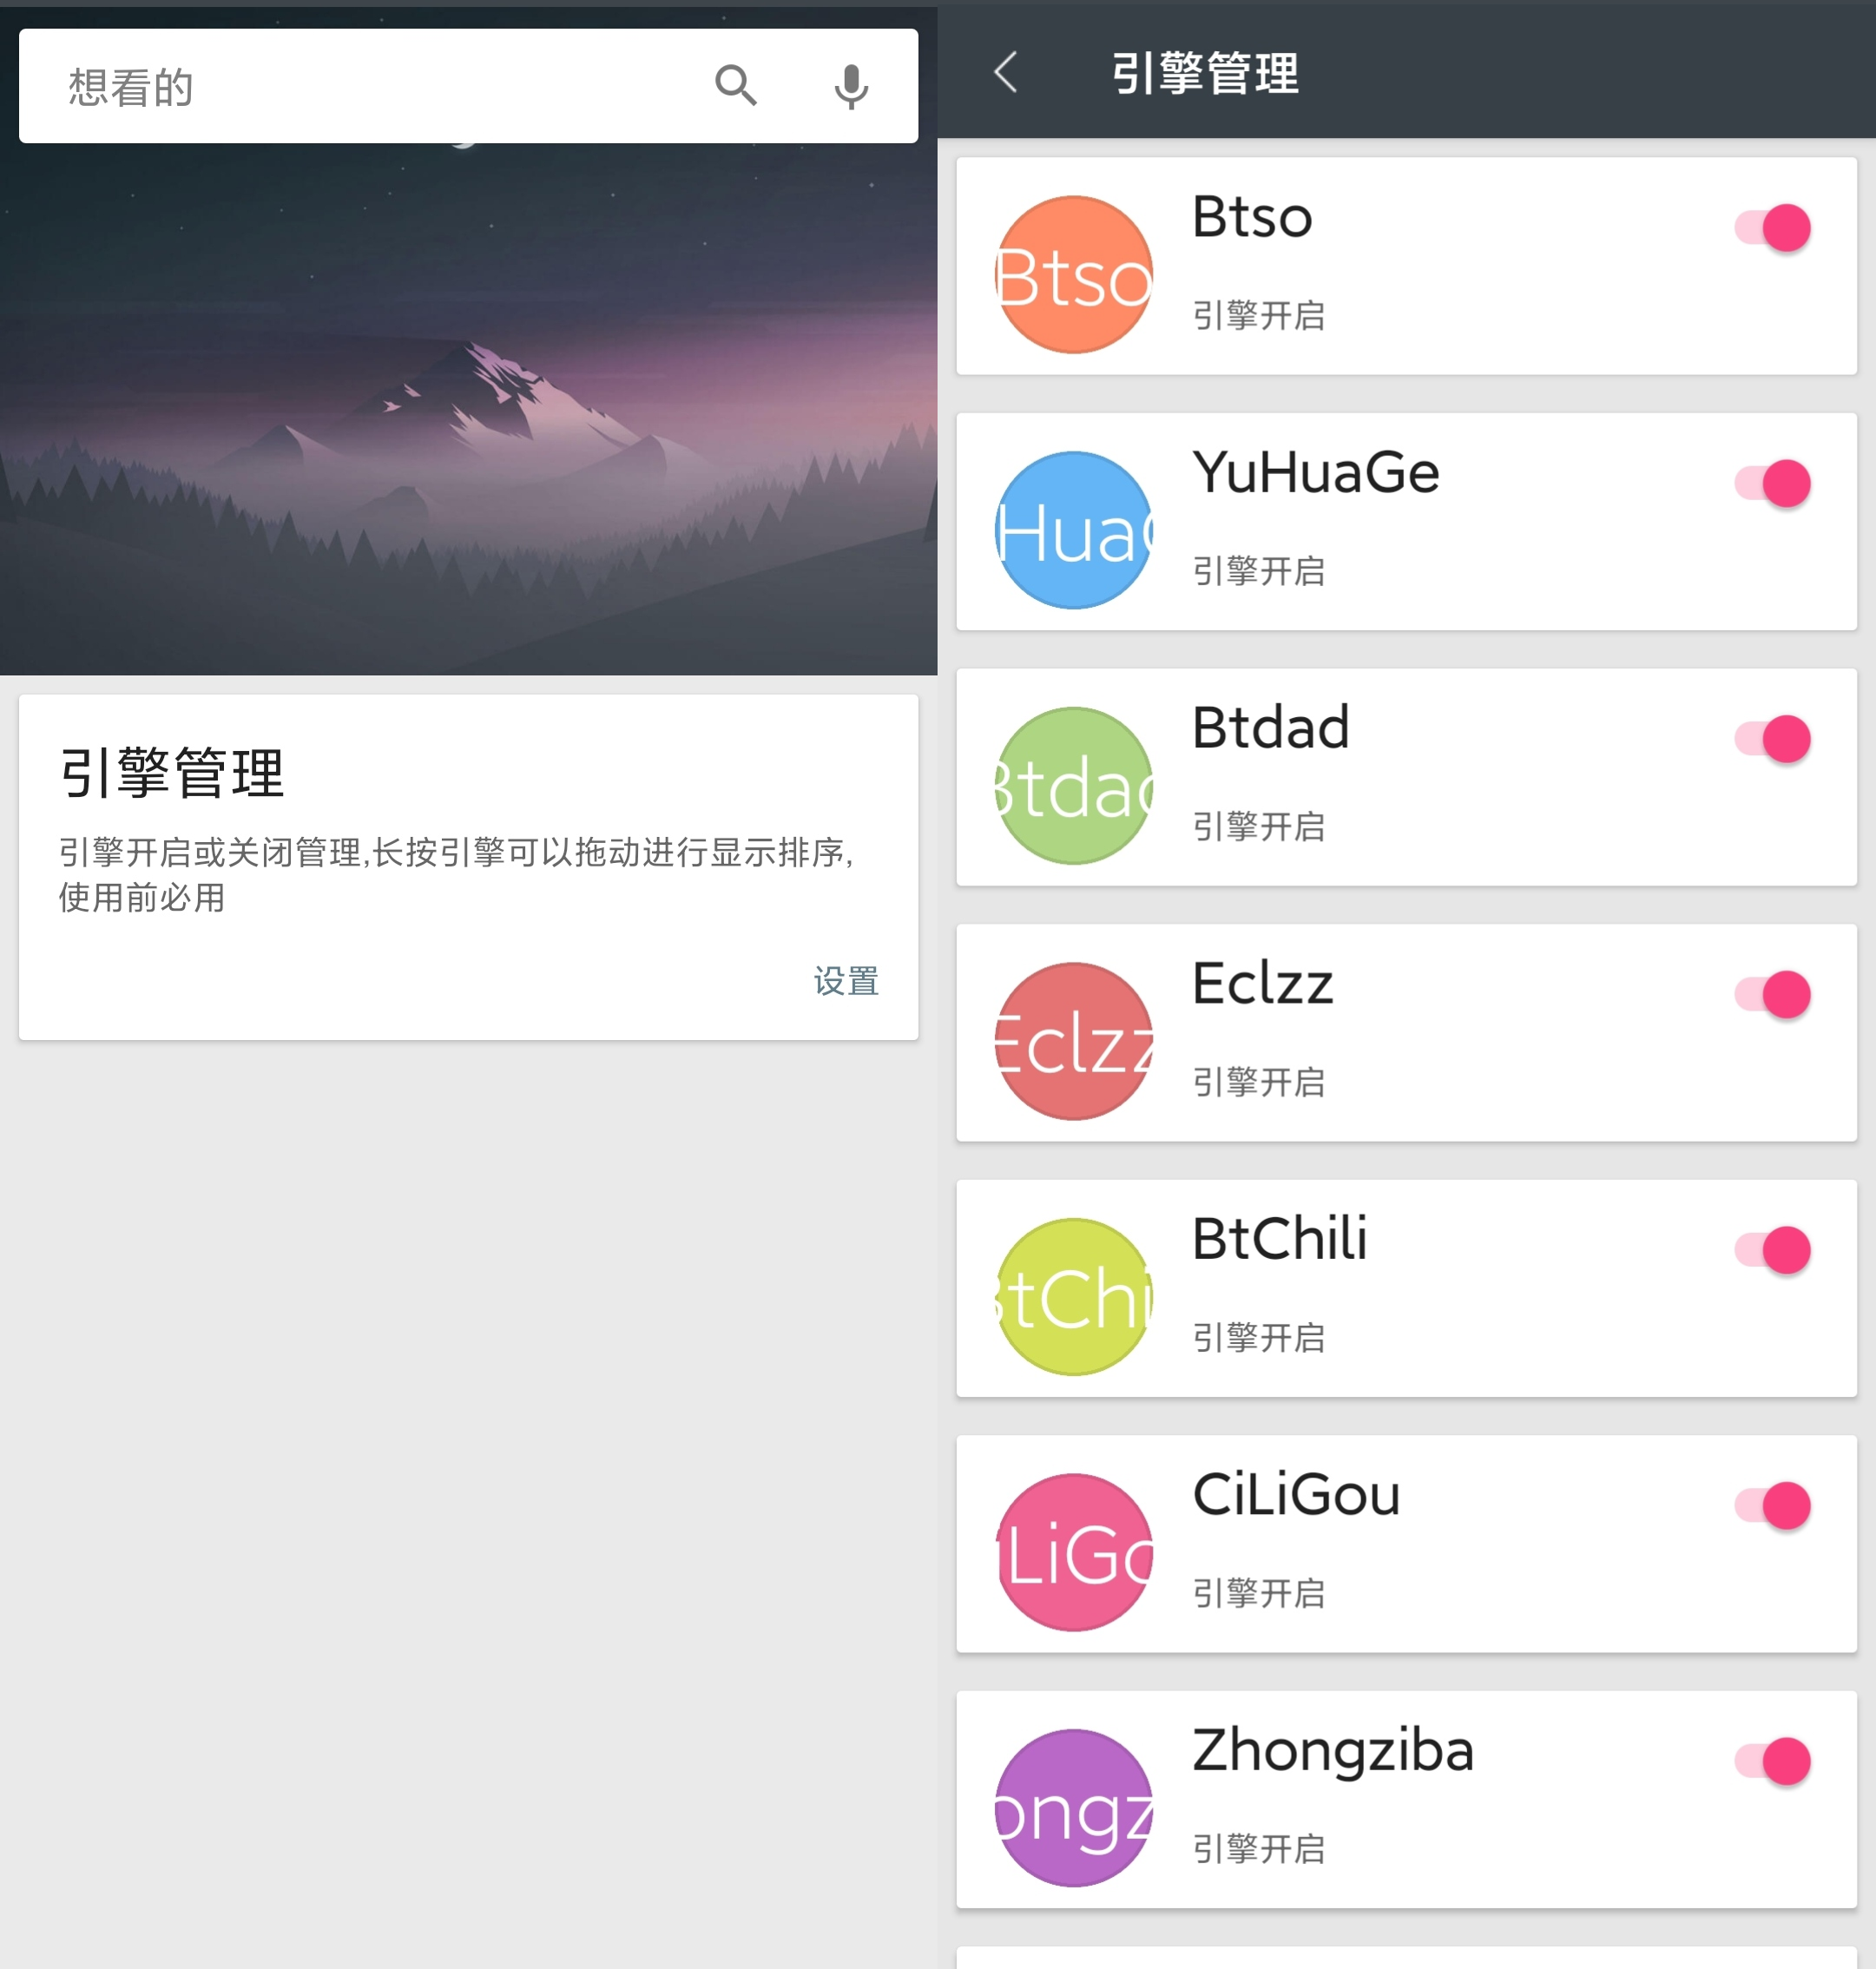 想看的
引擎管理
引擎开启或关闭管理,长按引擎可以拖动进行显示排序,
使用前必用
设置
引擎管理
Btso
Btso
引擎开启
YuHuaGe
HuaG
引擎开启
Btdad
Btdad
引擎开启
Eclzz
Eclzz
引擎开启
BtChili
BtChi
引擎开启
CiLiGou
iLiGo
引擎开启
Zhongziba
ongz
引擎开启